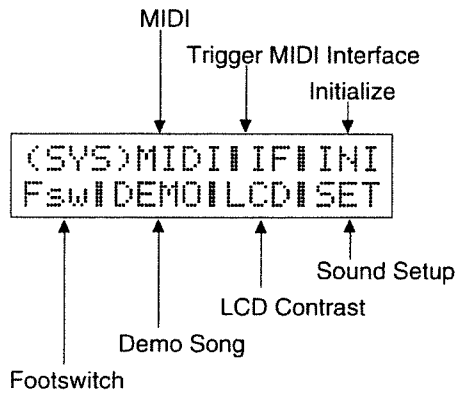 MIDI
Trigger MIDI Interface
Initialize
(SYS)MIDI▮IF▮INI
Fsw▮DEMO▮LCD▮SET
Sound Setup
LCD Contrast
Demo Song
Footswitch